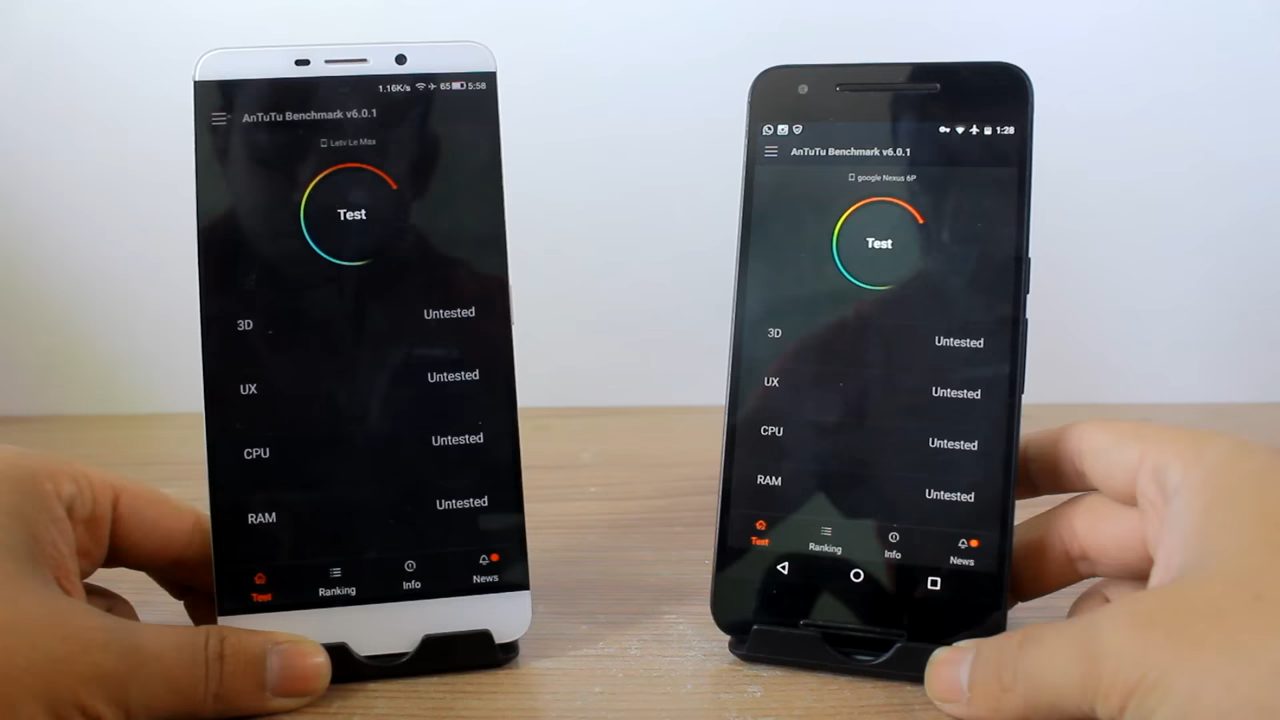 1.16K/s 65 5:58
AnTuTu Benchmark v6.0.1
Letv Le Max
Test
3D Untested
UX Untested
CPU Untested
RAM Untested
Test Ranking Info News
1:28
AnTuTu Benchmark v6.0.1
google Nexus 6P
Test
3D Untested
UX Untested
CPU Untested
RAM Untested
Test Ranking Info News